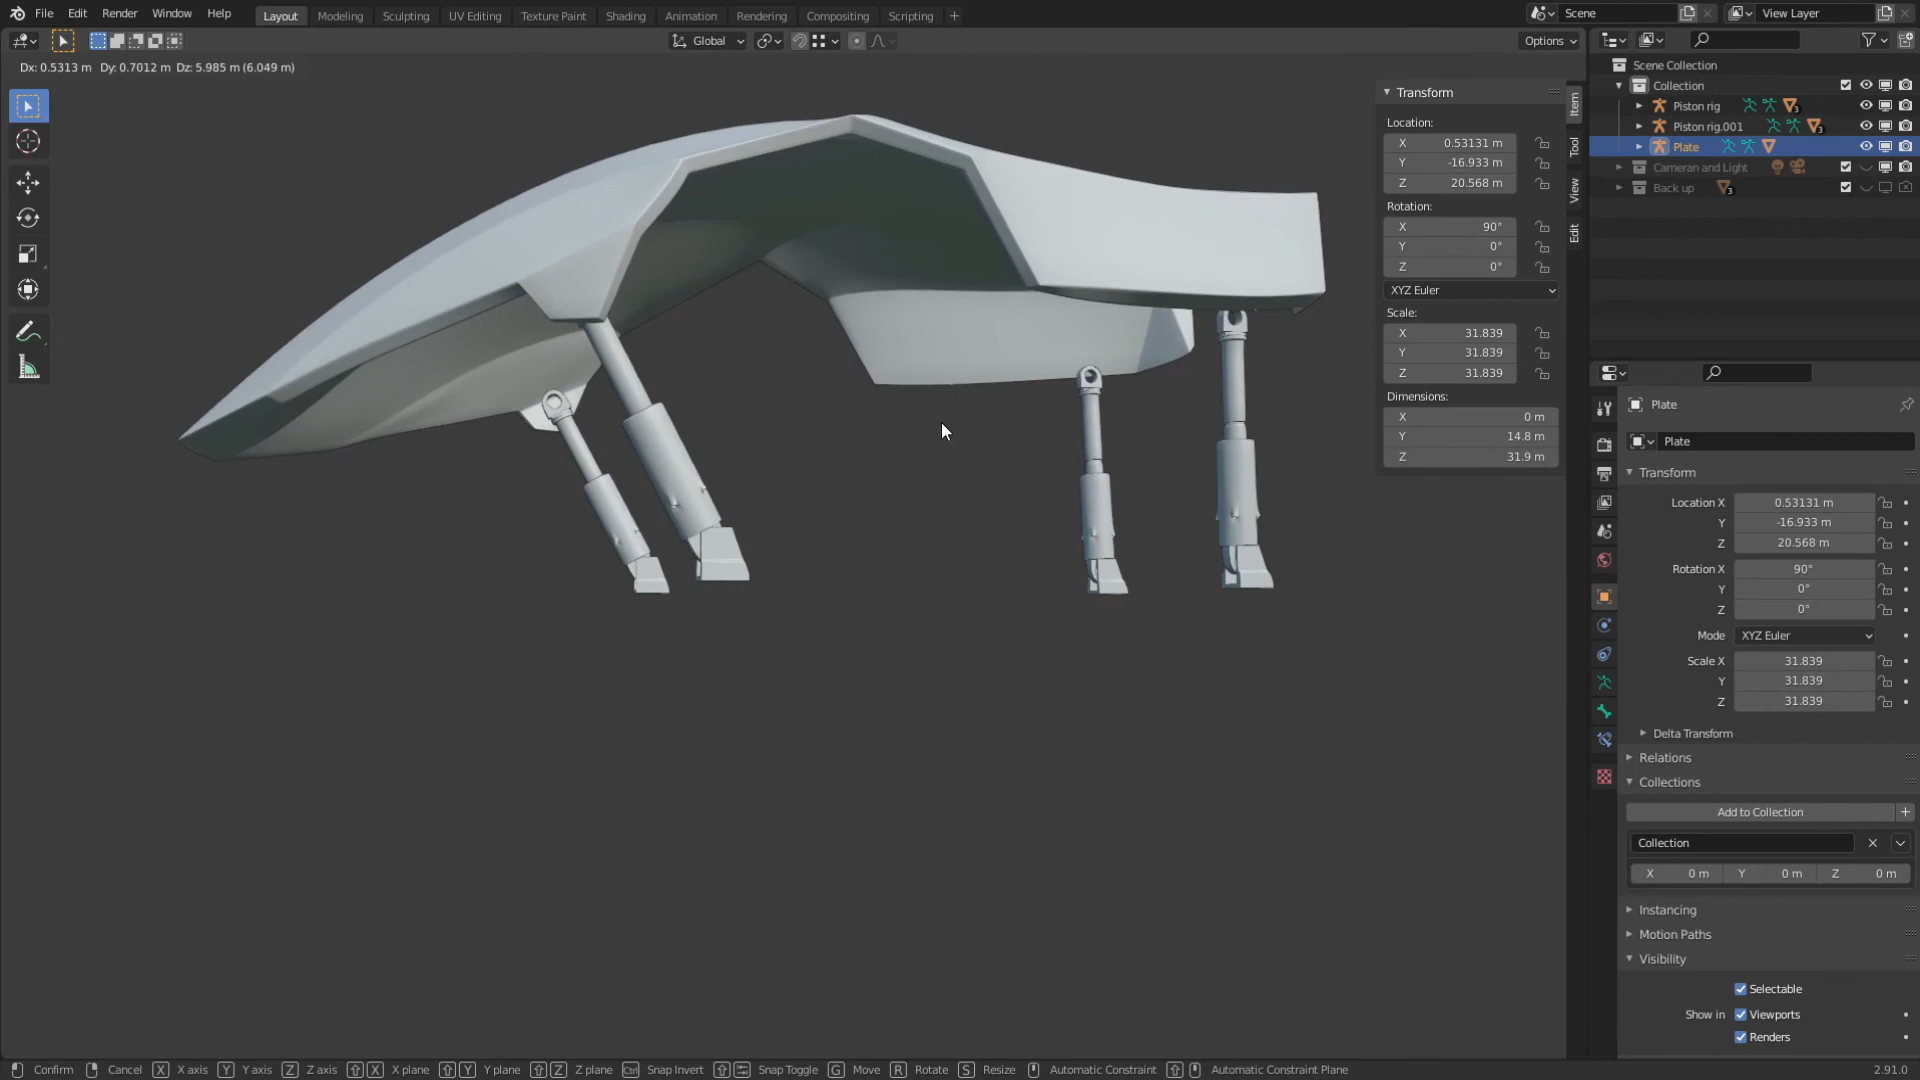 File Edit Render Window Help Layout Modeling Sculpting UV Editing Texture Paint Shading Animation Rendering Compositing Scripting + Scene View Layer
Global Options
Dx: 0.5313 m Dy: 0.7012 m Dz: 5.985 m (6.049 m)
Transform
Location:
X 0.53131 m
Y -16.933 m
Z 20.568 m
Rotation:
X 90°
Y 0°
Z 0°
XYZ Euler
Scale:
X 31.839
Y 31.839
Z 31.839
Dimensions:
X 0 m
Y 14.8 m
Z 31.9 m
Item
Tool
View
Edit
Scene Collection
Collection
Piston rig 3
Piston rig.001 3
Plate
Cameran and Light
Back up 3
Plate
Plate
Transform
Location X 0.53131 m
Y -16.933 m
Z 20.568 m
Rotation X 90°
Y 0°
Z 0°
Mode XYZ Euler
Scale X 31.839
Y 31.839
Z 31.839
Delta Transform
Relations
Collections
Add to Collection +
Collection
X 0 m Y 0 m Z 0 m
Instancing
Motion Paths
Visibility
Selectable
Show in Viewports
Renders
Confirm Cancel X X axis Y Y axis Z Z axis X X plane Y Y plane Z Z plane Ctrl Snap Invert Snap Toggle G Move R Rotate S Resize Automatic Constraint Automatic Constraint Plane 2.91.0